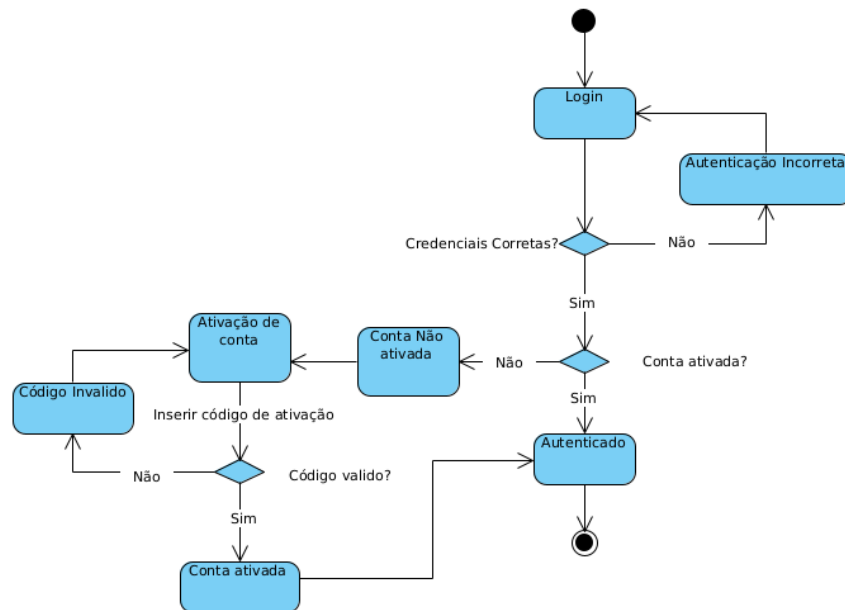 Login
Autenticação Incorreta
Credenciais Corretas?
Não
Sim
Ativação de
conta
Conta Não
ativada
Não
Conta ativada?
Código Invalido
Sim
Inserir código de ativação
Autenticado
Não
Código valido?
Sim
Conta ativada